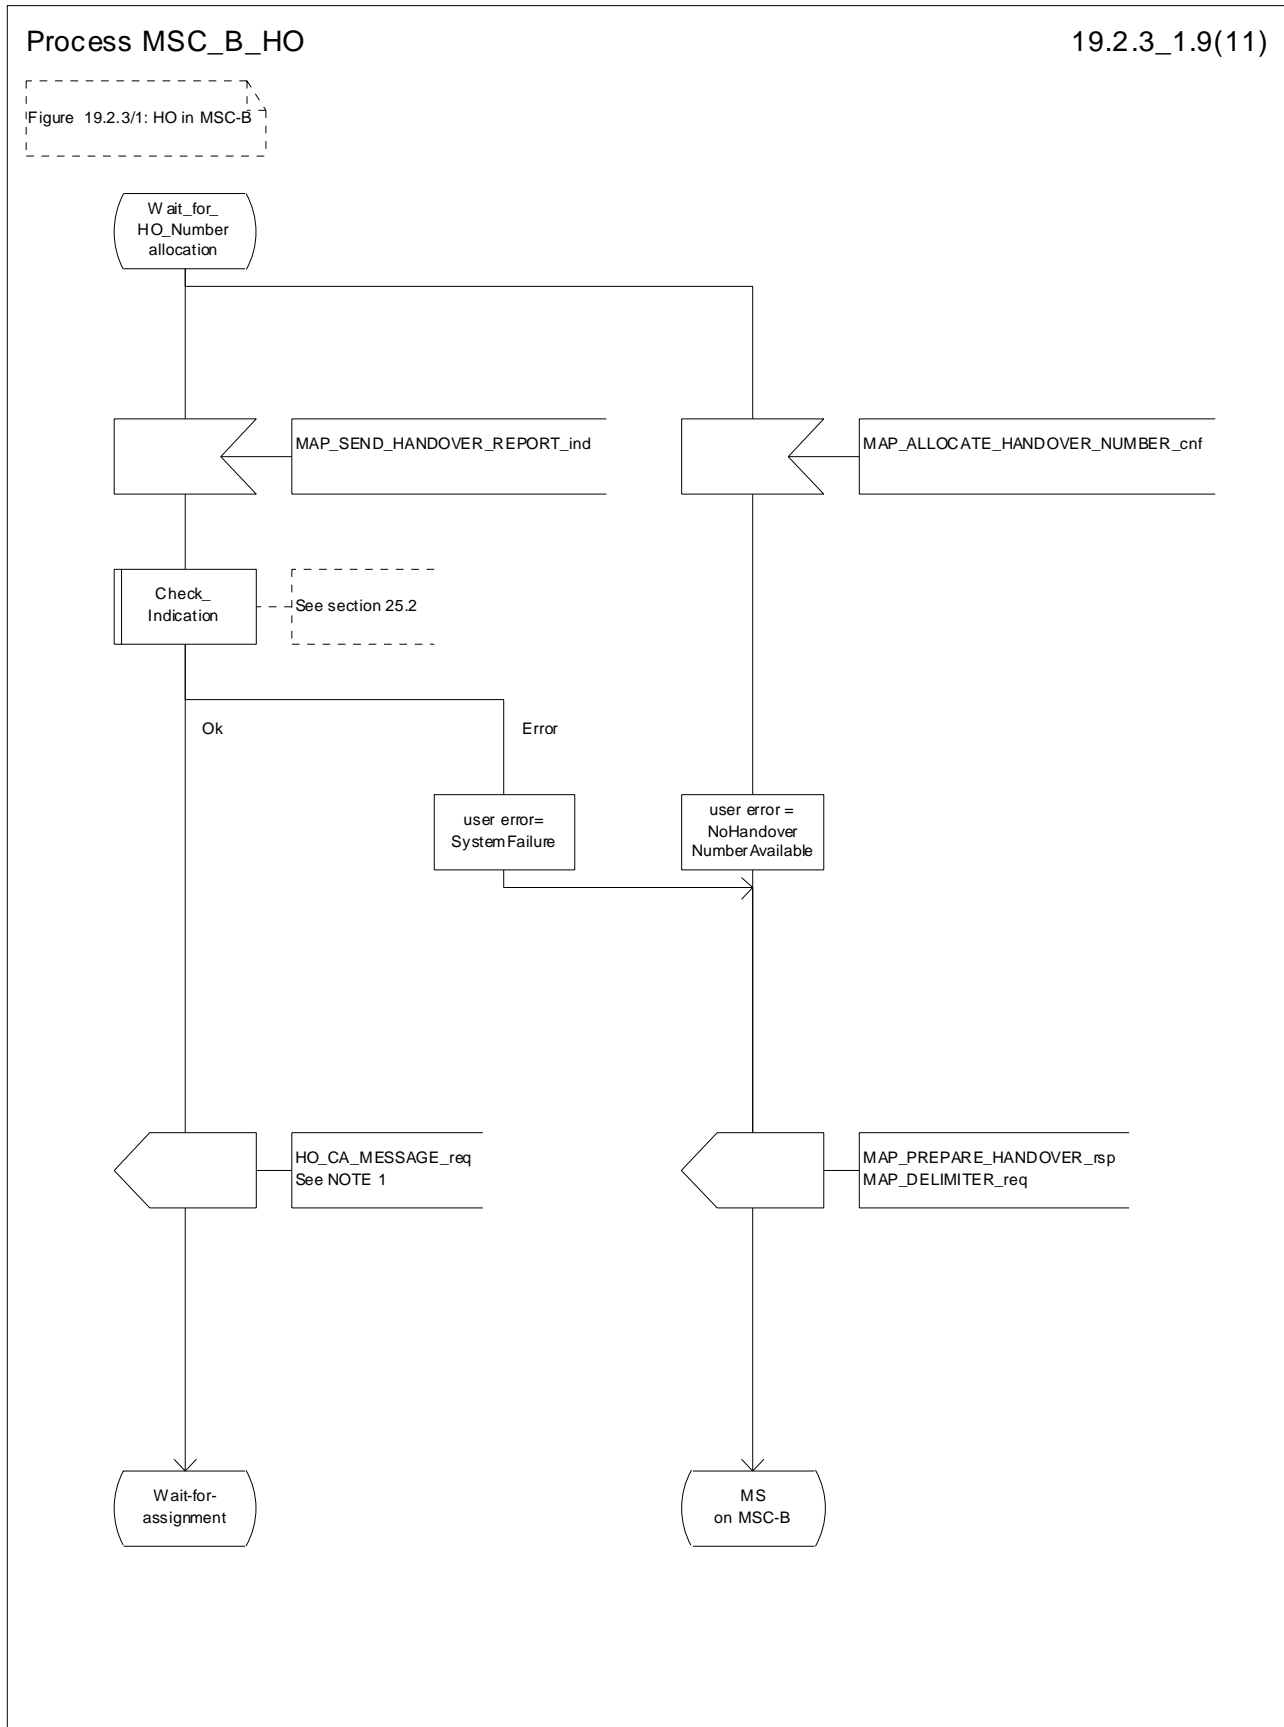 Process MSC_B_HO
19.2.3_1.9(11)
Figure 19.2.3/1: HO in MSC-B
Wait_for_
HO_Number
allocation
MAP_SEND_HANDOVER_REPORT_ind
MAP_ALLOCATE_HANDOVER_NUMBER_cnf
Check_
Indication
See section 25.2
Ok
Error
user error=
SystemFailure
user error =
NoHandover
NumberAvailable
HO_CA_MESSAGE_req
See NOTE 1
MAP_PREPARE_HANDOVER_rsp
MAP_DELIMITER_req
Wait-for-
assignment
MS
on MSC-B